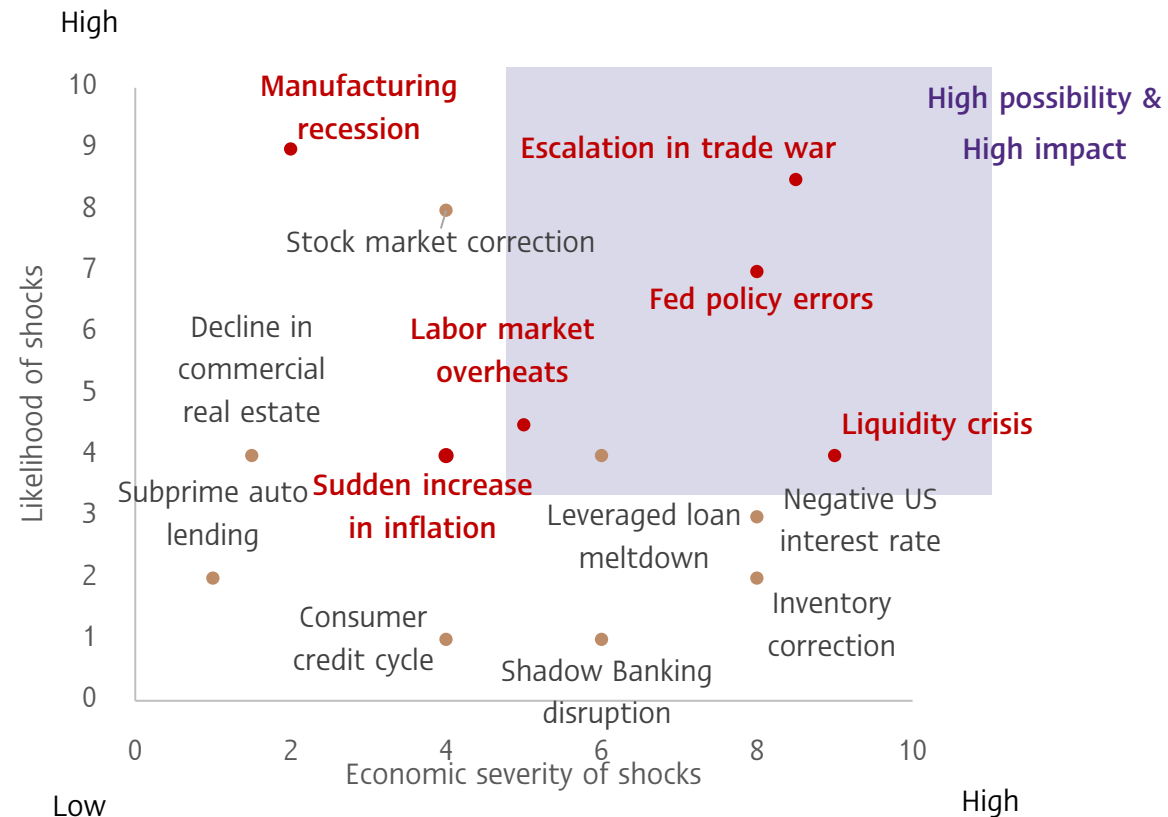 High
10
9
8
7
6
5
4
3
2
1
0
Likelihood of shocks
Manufacturing
recession
High possibility &
High impact
Escalation in trade war
Stock market correction
Fed policy errors
Decline in
commercial
real estate
Labor market
overheats
Liquidity crisis
Subprime auto
lending
Sudden increase
in inflation
Leveraged loan
meltdown
Negative US
interest rate
Consumer
credit cycle
Shadow Banking
disruption
Inventory
correction
0 2 4 6 8 10
Economic severity of shocks
Low
High